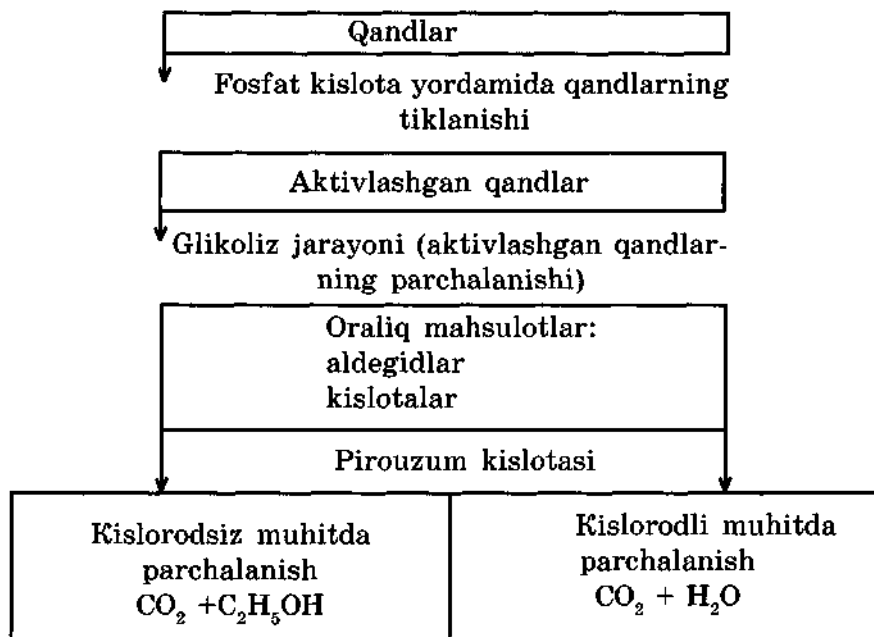 Qandlar
Fosfat kislota yordamida qandlarning
tiklanishi
Aktivlashgan qandlar
Glikoliz jarayoni (aktivlashgan qandlar-
ning parchalanishi)
Oraliq mahsulotlar:
aldegidlar
kislotalar
Pirouzum kislotasi
Kislorodsiz muhitda
parchalanish
CO₂ +C₂H₅OH
Kislorodli muhitda
parchalanish
CO₂ + H₂O